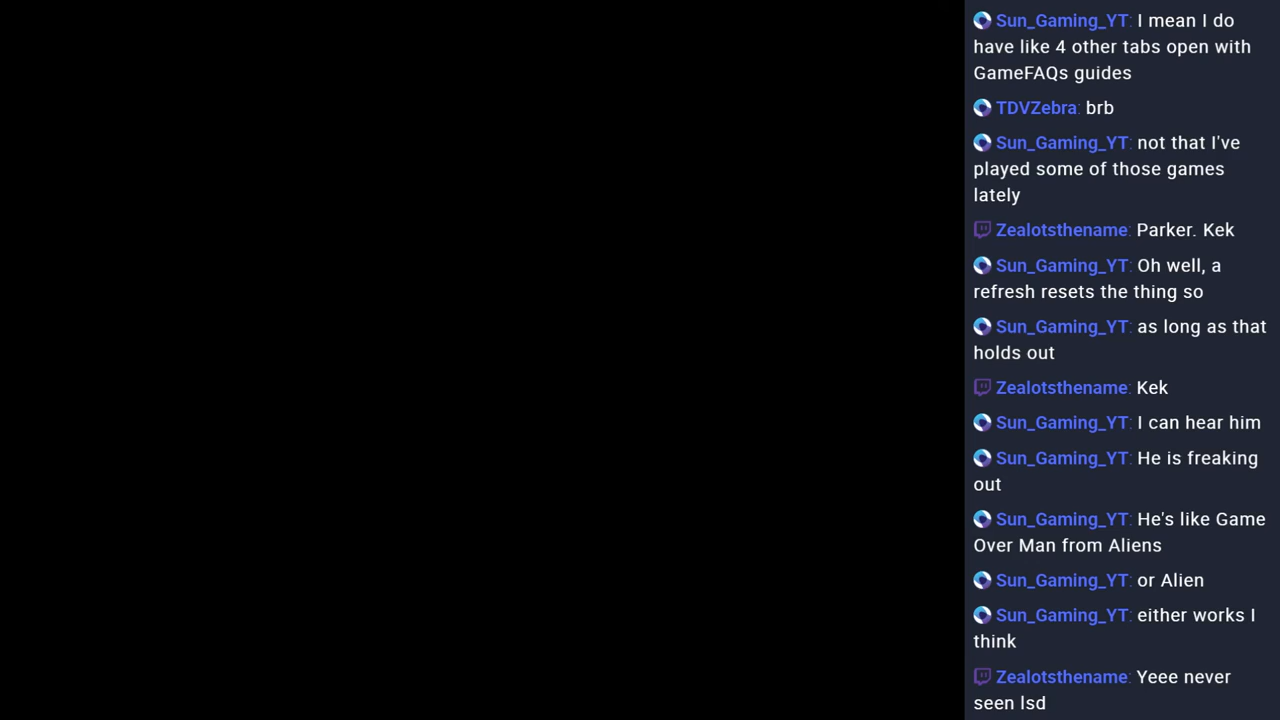 Sun_Gaming_YT: I mean I do
have like 4 other tabs open with
GameFAQs guides
TDVZebra: brb
Sun_Gaming_YT: not that I've
played some of those games
lately
Zealotsthename: Parker. Kek
Sun_Gaming_YT: Oh well, a
refresh resets the thing so
Sun_Gaming_YT: as long as that
holds out
Zealotsthename: Kek
Sun_Gaming_YT: I can hear him
Sun_Gaming_YT: He is freaking
out
Sun_Gaming_YT: He's like Game
Over Man from Aliens
Sun_Gaming_YT: or Alien
Sun_Gaming_YT: either works I
think
Zealotsthename: Yeee never
seen lsd